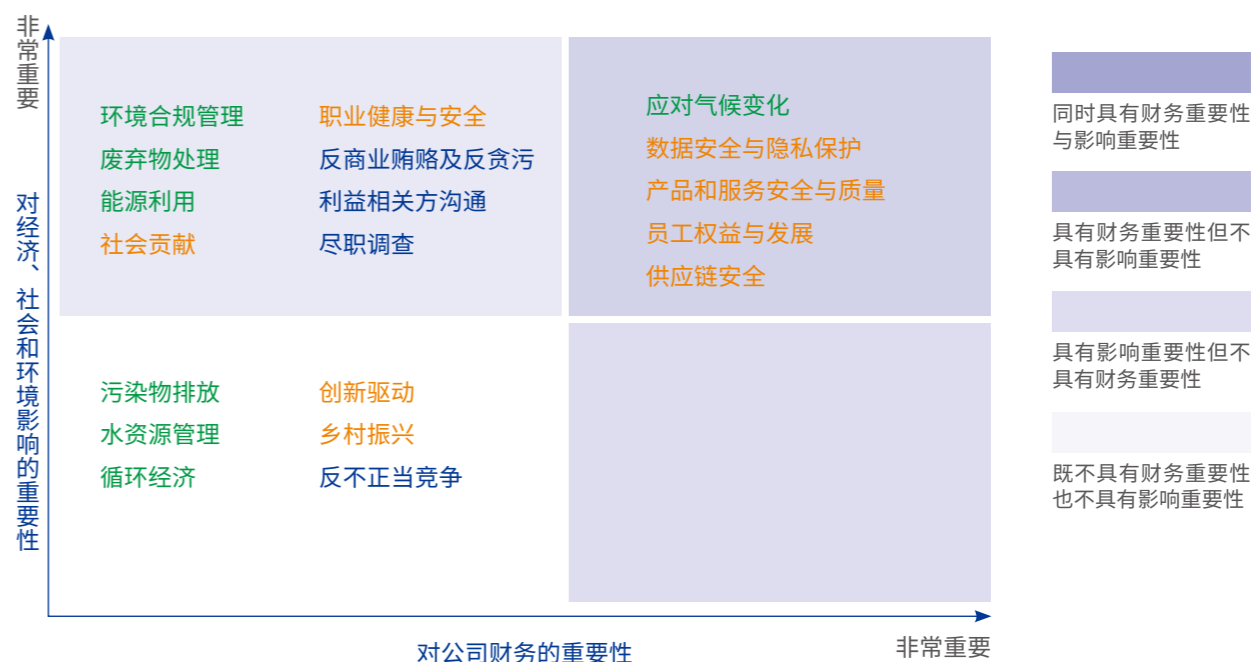 非常重要
对经济、社会和环境影响的重要性
环境合规管理
废弃物处理
能源利用
社会贡献
职业健康与安全
反商业贿赂及反贪污
利益相关方沟通
尽职调查
应对气候变化
数据安全与隐私保护
产品和服务安全与质量
员工权益与发展
供应链安全
污染物排放
水资源管理
循环经济
创新驱动
乡村振兴
反不正当竞争
对公司财务的重要性
非常重要
同时具有财务重要性
与影响重要性
具有财务重要性但不
具有影响重要性
具有影响重要性但不
具有财务重要性
既不具有财务重要性
也不具有影响重要性